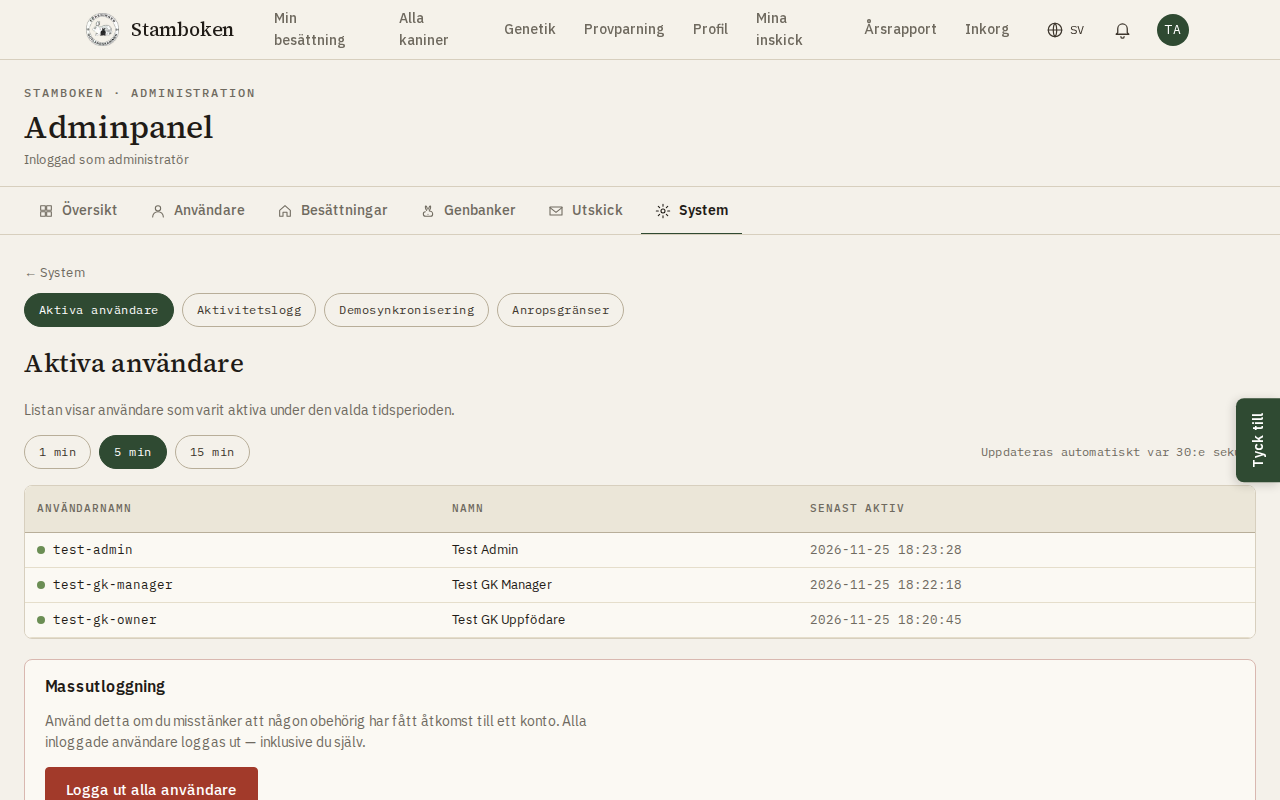 Stamboken
Min besättning
Alla kaniner
Genetik
Provparning
Profil
Mina inskick
Årsrapport
Inkorg
SV
TA
STAMBOKEN · ADMINISTRATION
Adminpanel
Inloggad som administratör
Översikt
Användare
Besättningar
Genbanker
Utskick
System
← System
Aktiva användare
Aktivitetslogg
Demosynkronisering
Anropsgränser
Aktiva användare
Listan visar användare som varit aktiva under den valda tidsperioden.
1 min
5 min
15 min
Uppdateras automatiskt var 30:e
Tyck till
ANVÄNDARNAMN NAMN SENAST AKTIV
test-admin Test Admin 2026-11-25 18:23:28
test-gk-manager Test GK Manager 2026-11-25 18:22:18
test-gk-owner Test GK Uppfödare 2026-11-25 18:20:45
Massutloggning
Använd detta om du misstänker att någon obehörig har fått åtkomst till ett konto. Alla
inloggade användare loggas ut — inklusive du själv.
Logga ut alla användare